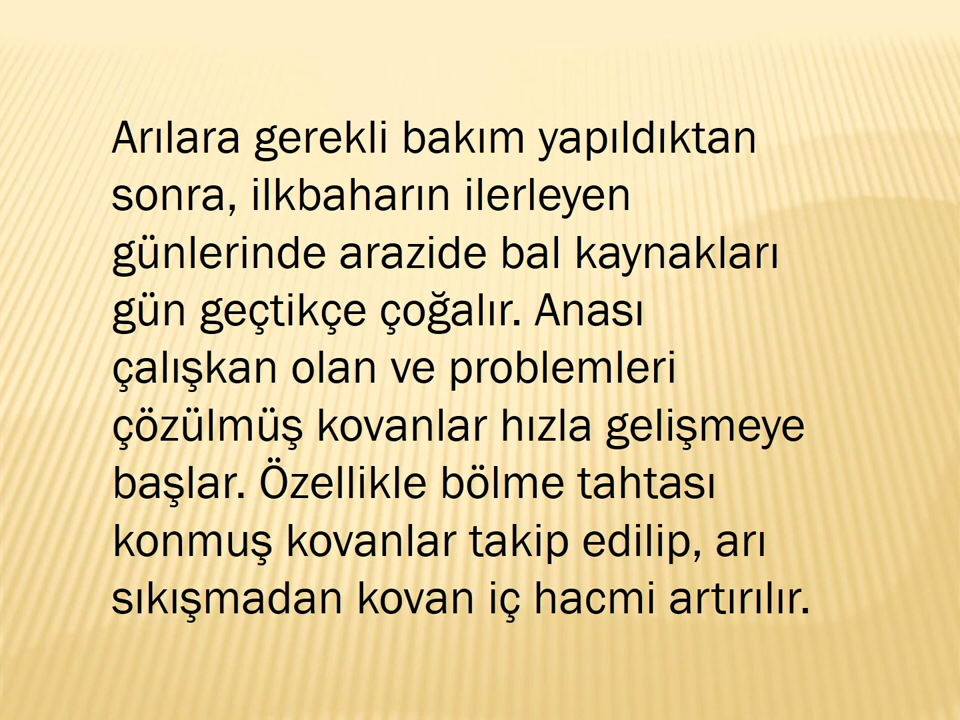 Arılara gerekli bakım yapıldıktan
sonra, ilkbaharın ilerleyen
günlerinde arazide bal kaynakları
gün geçtikçe çoğalır. Anası
çalışkan olan ve problemleri
çözülmüş kovanlar hızla gelişmeye
başlar. Özellikle bölme tahtası
konmuş kovanlar takip edilip, arı
sıkışmadan kovan iç hacmi artırılır.